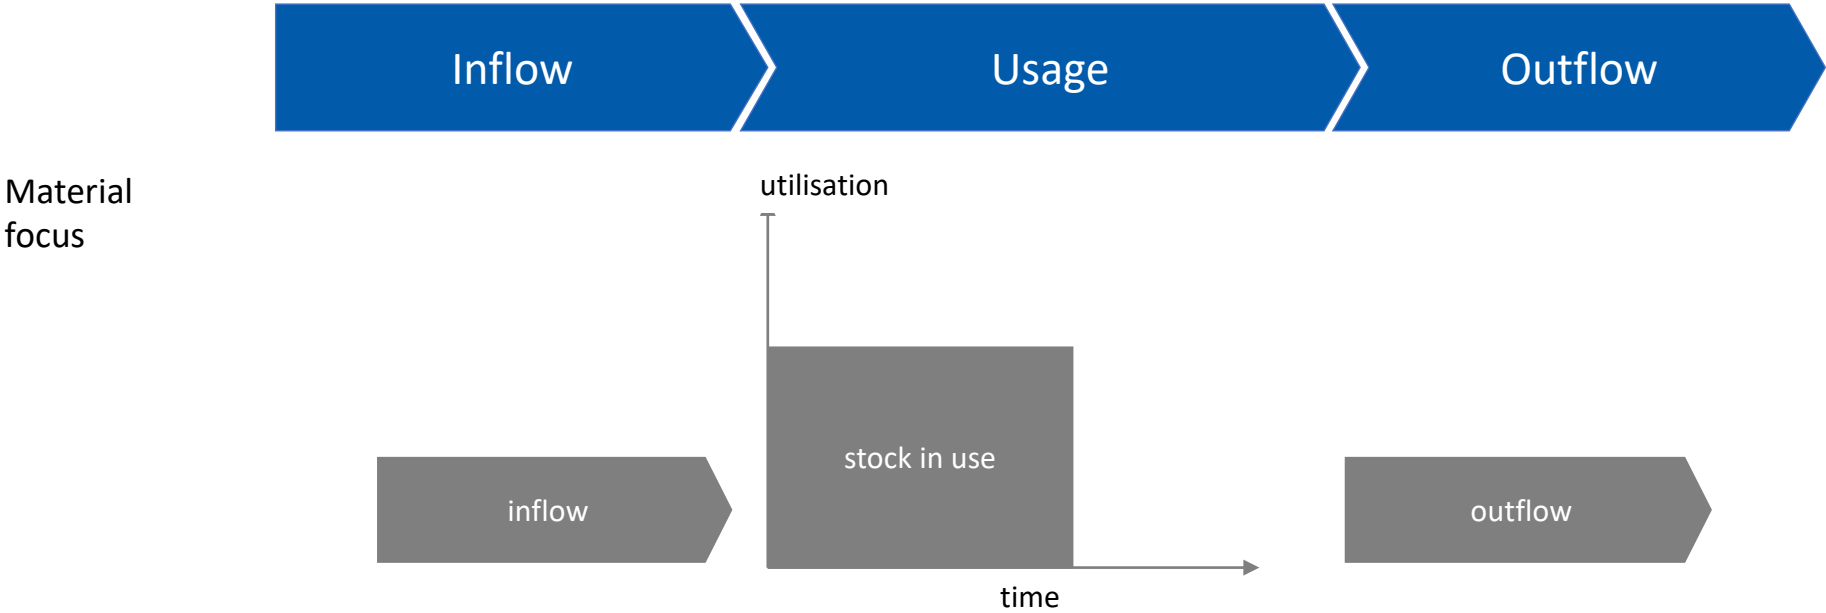 Inflow
Usage
Outflow
Material
focus
utilisation
stock in use
inflow
outflow
time